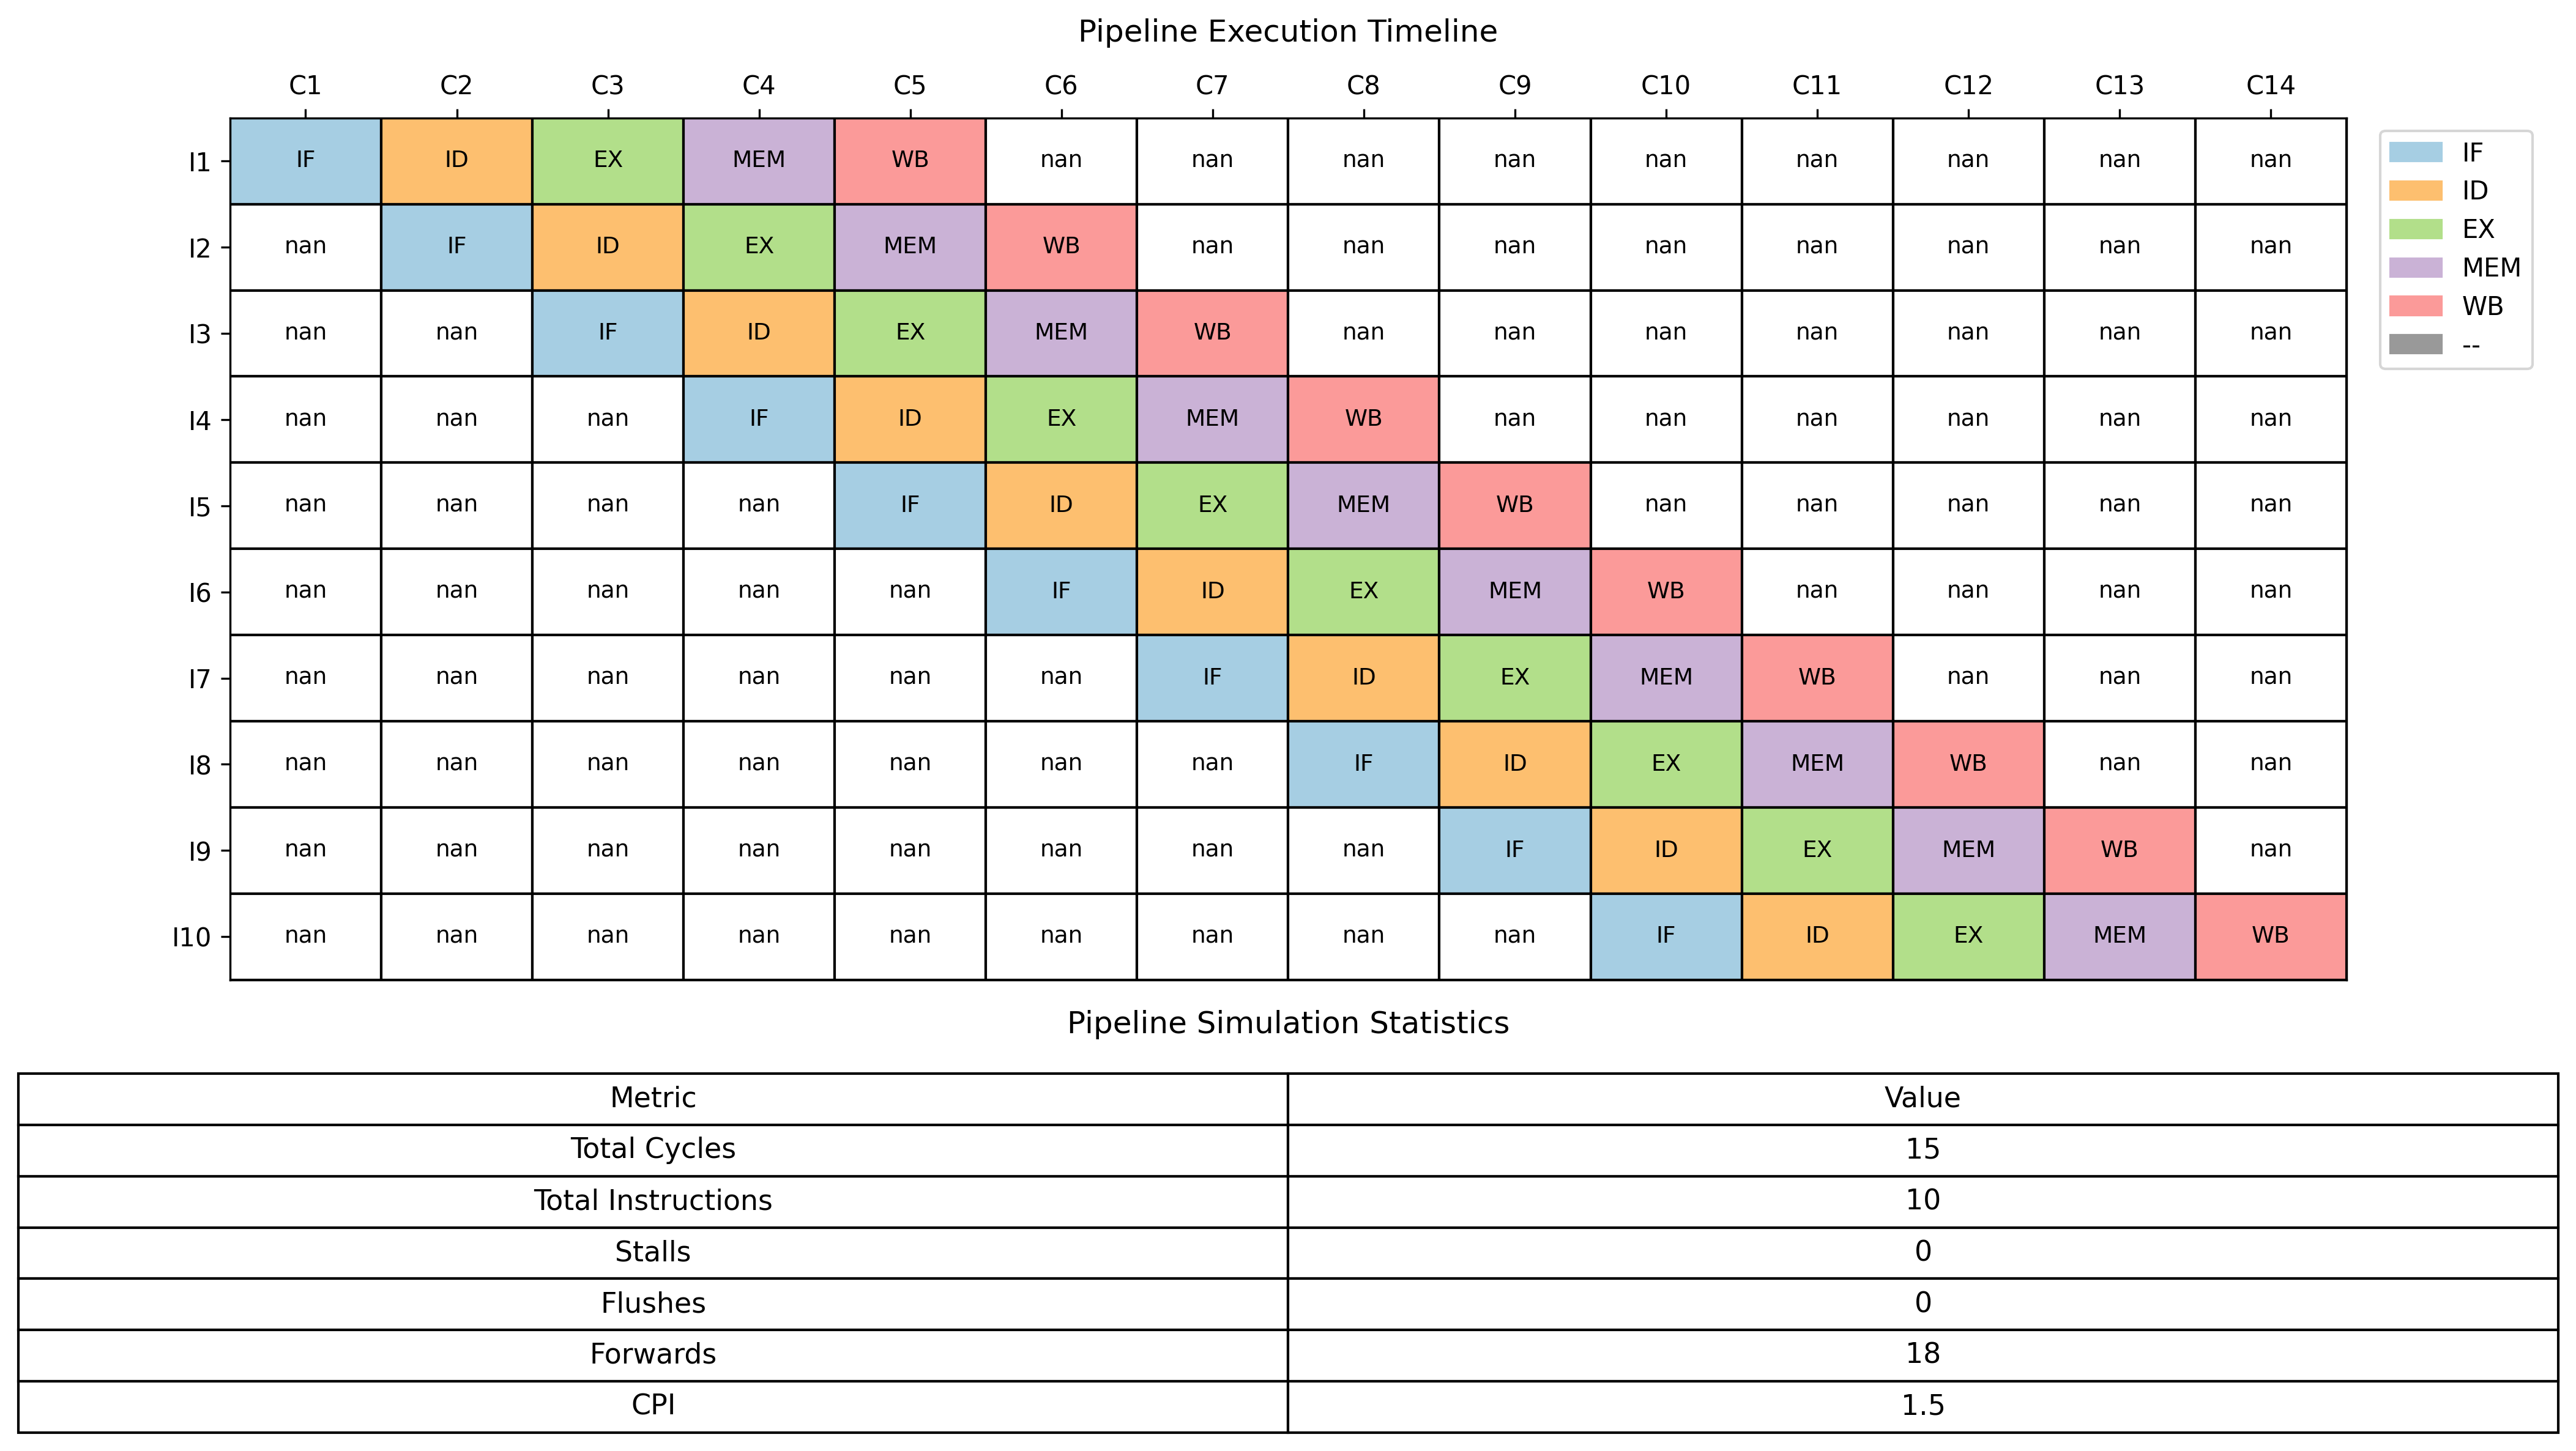 Pipeline Execution Timeline
C1 C2 C3 C4 C5 C6 C7 C8 C9 C10 C11 C12 C13 C14
I1 IF ID EX MEM WB nan nan nan nan nan nan nan nan nan
I2 nan IF ID EX MEM WB nan nan nan nan nan nan nan nan
I3 nan nan IF ID EX MEM WB nan nan nan nan nan nan nan
I4 nan nan nan IF ID EX MEM WB nan nan nan nan nan nan
I5 nan nan nan nan IF ID EX MEM WB nan nan nan nan nan
I6 nan nan nan nan nan IF ID EX MEM WB nan nan nan nan
I7 nan nan nan nan nan nan IF ID EX MEM WB nan nan nan
I8 nan nan nan nan nan nan nan IF ID EX MEM WB nan nan
I9 nan nan nan nan nan nan nan nan IF ID EX MEM WB nan
I10 nan nan nan nan nan nan nan nan nan IF ID EX MEM WB
IF
ID
EX
MEM
WB
--
Pipeline Simulation Statistics
Metric Value
Total Cycles 15
Total Instructions 10
Stalls 0
Flushes 0
Forwards 18
CPI 1.5